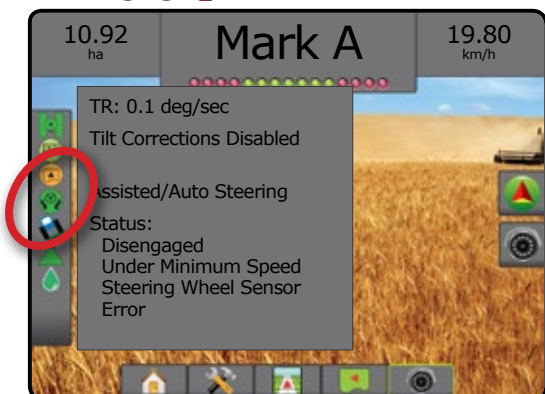 10.92
ha
Mark A
19.80
km/h
TR: 0.1 deg/sec
Tilt Corrections Disabled
Assisted/Auto Steering
Status:
Disengaged
Under Minimum Speed
Steering Wheel Sensor
Error